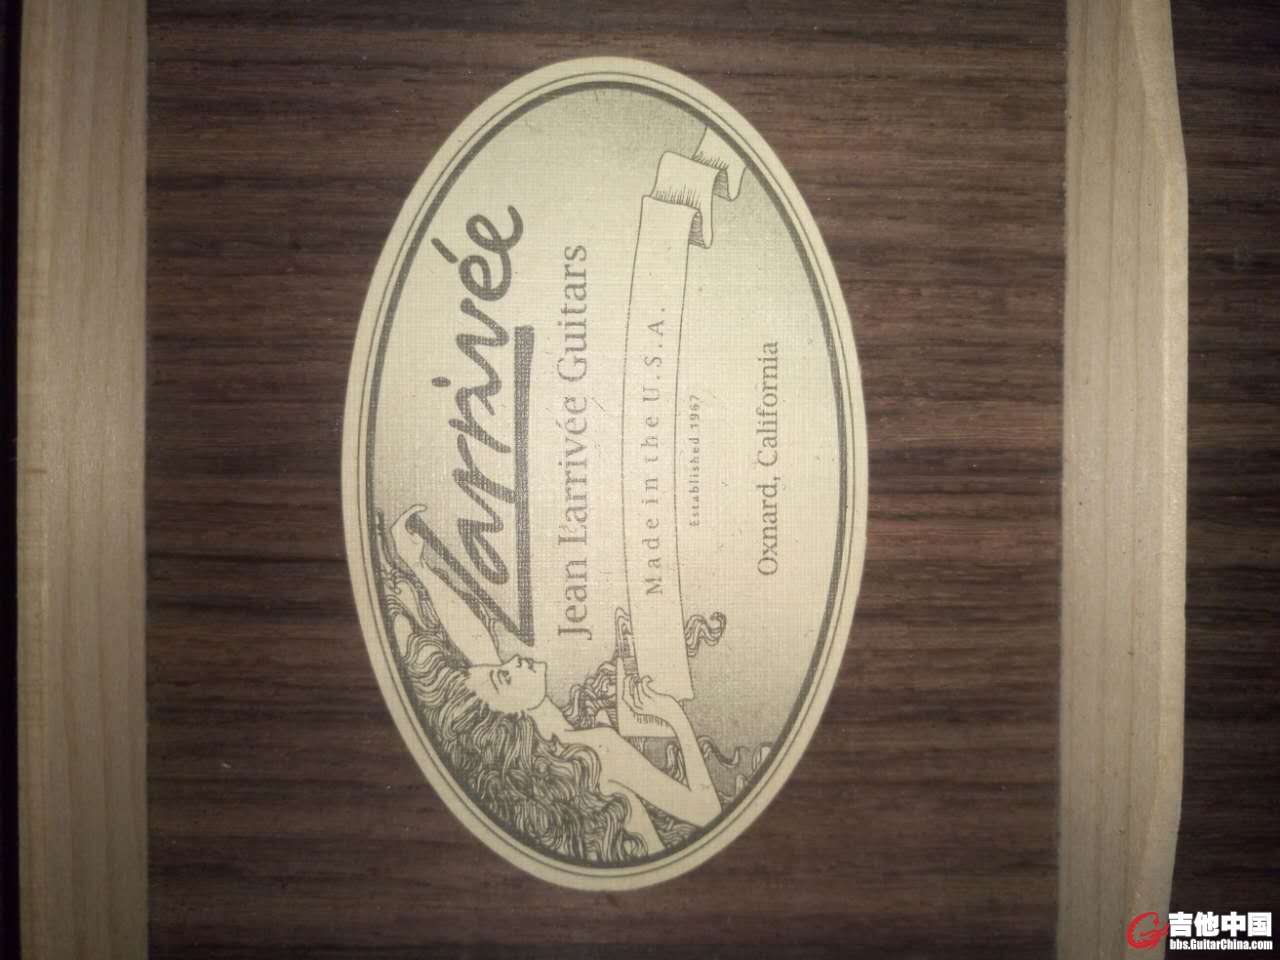 Larrivée
Jean Larrivée Guitars
Made in the U.S.A.
Established 1967
Oxnard, California
吉他中国
bbs.GuitarChina.com